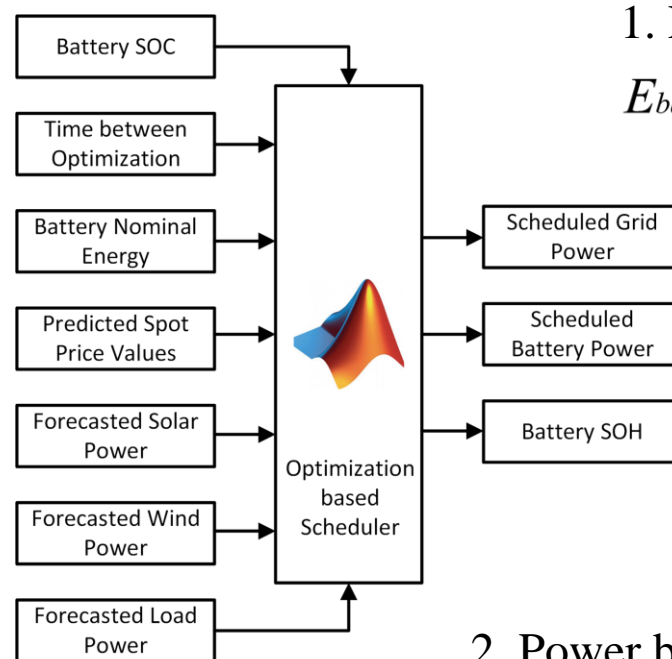 Battery SOC
Time between
Optimization
Battery Nominal
Energy
Predicted Spot
Price Values
Forecasted Solar
Power
Forecasted Wind
Power
Forecasted Load
Power
Optimization
based
Scheduler
Scheduled Grid
Power
Scheduled
Battery Power
Battery SOH
1.
2. Power